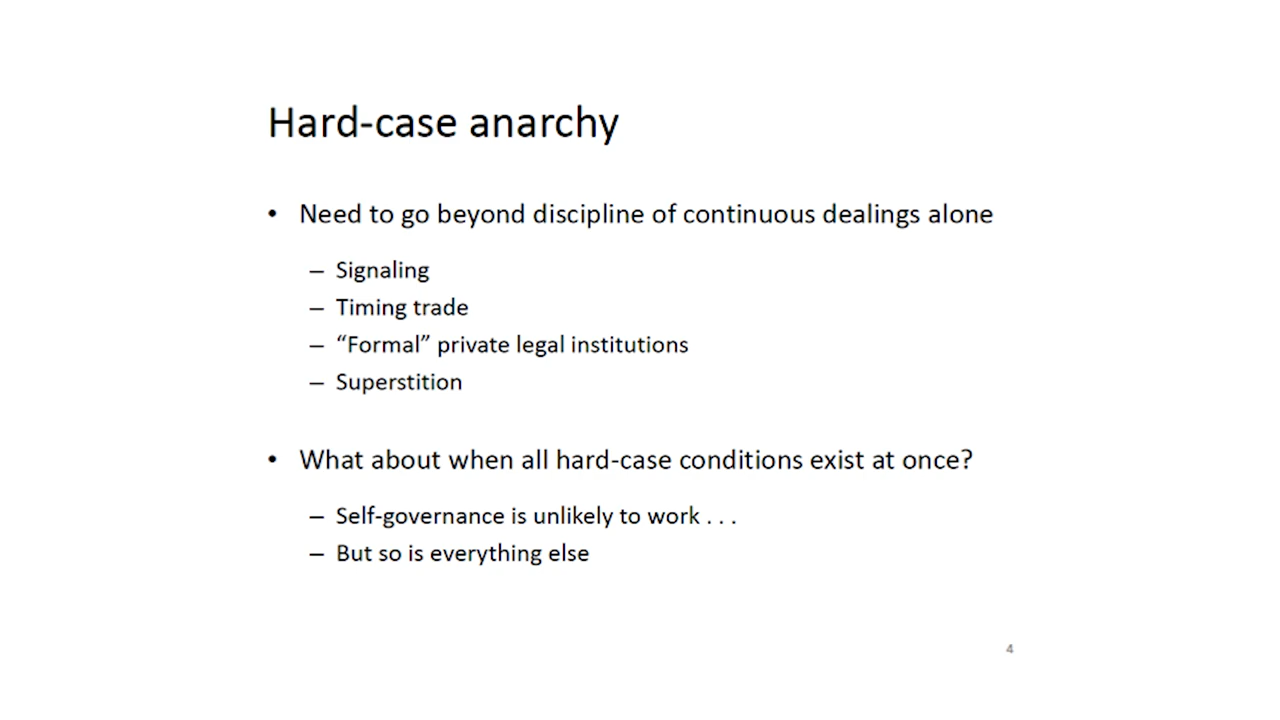 Hard-case anarchy
• Need to go beyond discipline of continuous dealings alone
– Signaling
– Timing trade
– “Formal” private legal institutions
– Superstition
• What about when all hard-case conditions exist at once?
– Self-governance is unlikely to work . . .
– But so is everything else
4